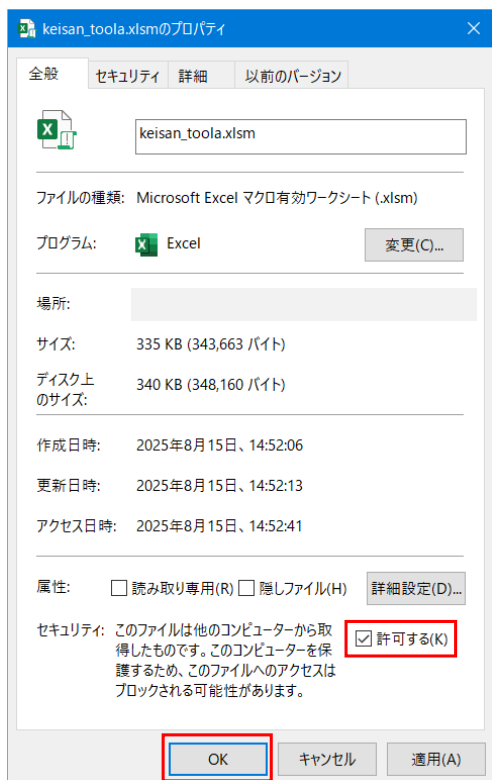 keisan_toola.xlsmのプロパティ
全般 セキュリティ 詳細 以前のバージョン
keisan_toola.xlsm
ファイルの種類: Microsoft Excel マクロ有効ワークシート (.xlsm)
プログラム: Excel 変更(C)...
場所:
サイズ: 335 KB (343,663 バイト)
ディスク上
のサイズ: 340 KB (348,160 バイト)
作成日時: 2025年8月15日、14:52:06
更新日時: 2025年8月15日、14:52:13
アクセス日時: 2025年8月15日、14:52:41
属性: 読み取り専用(R) 隠しファイル(H) 詳細設定(D)...
セキュリティ: このファイルは他のコンピューターから取
得したものです。このコンピューターを保
護するため、このファイルへのアクセスは
ブロックされる可能性があります。
許可する(K)
OK キャンセル 適用(A)